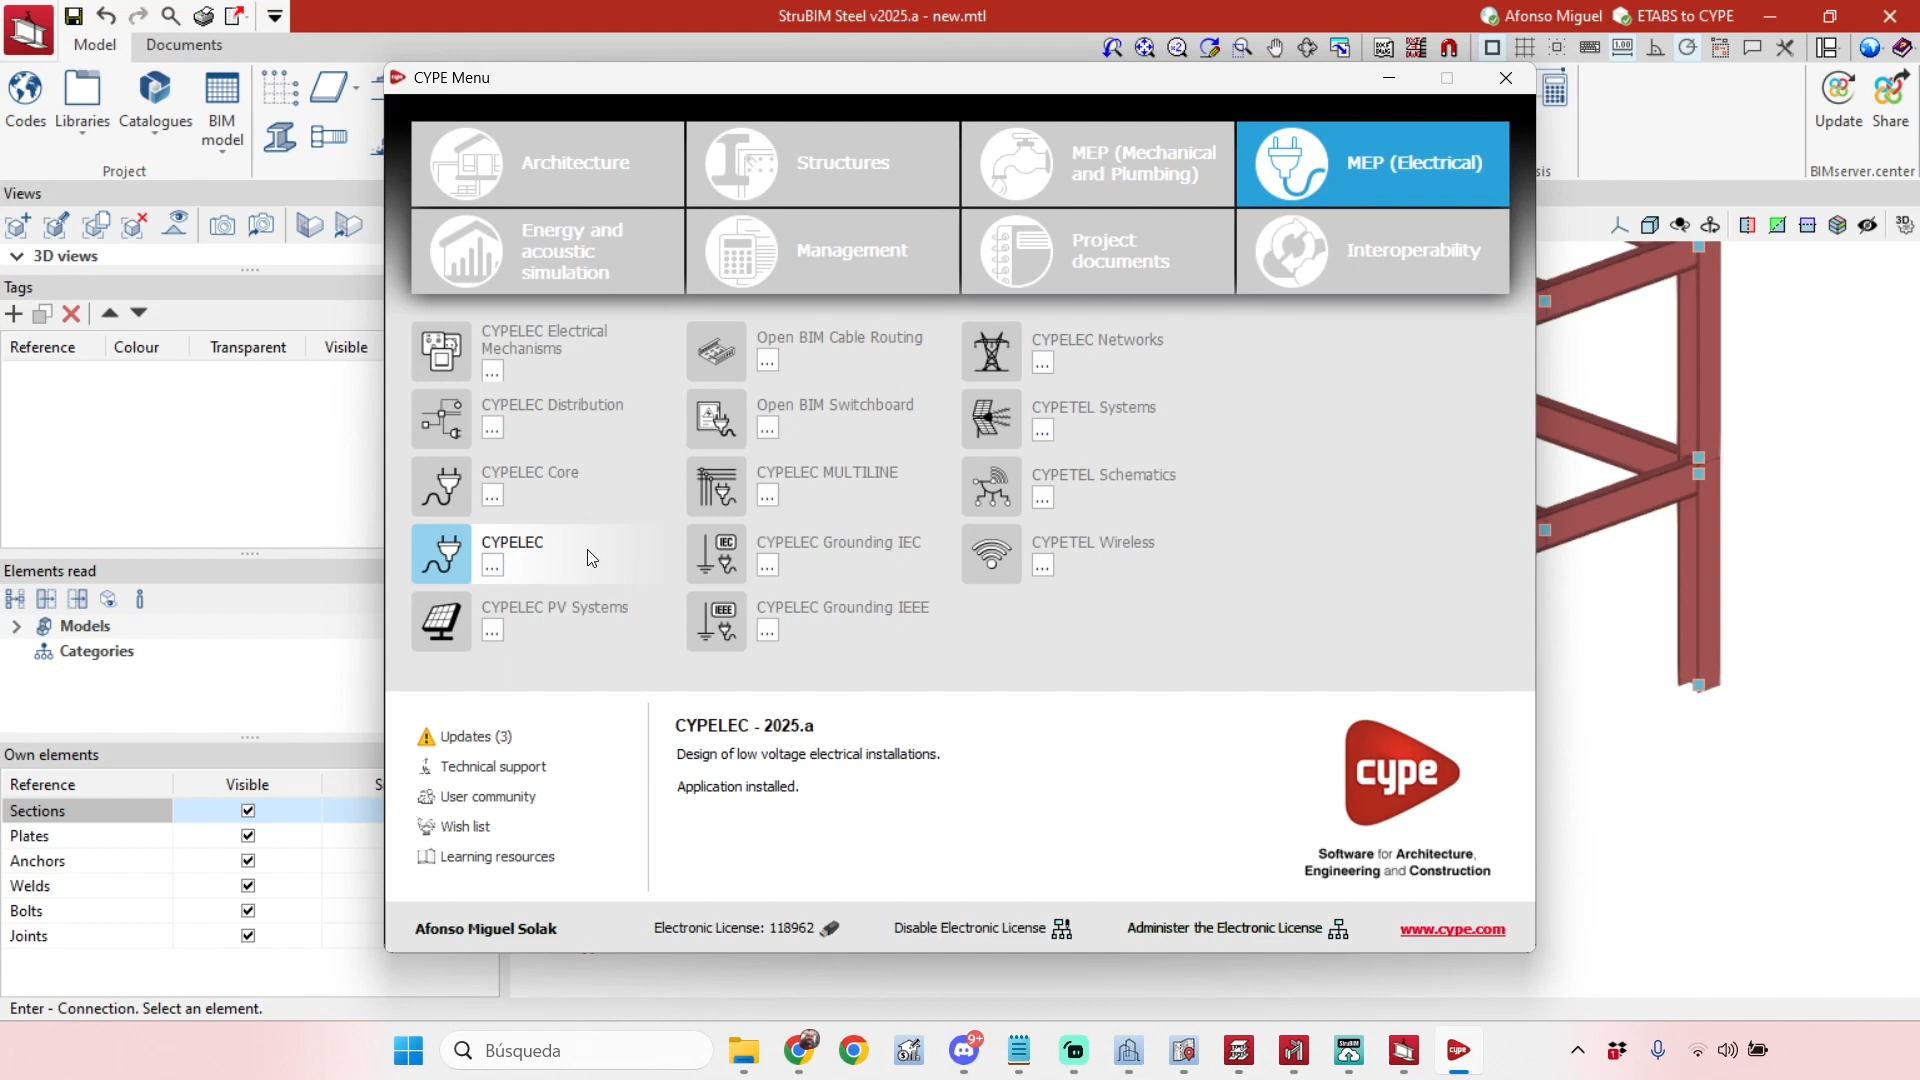 StruBIM Steel v2025.a - new.mtl
Afonso Miguel
ETABS to CYPE
Model
Documents
Codes
Libraries
Catalogues
BIM
model
Project
Update
Share
BIMserver.center
Views
3D views
Tags
Reference
Colour
Transparent
Visible
Elements read
Models
Categories
Own elements
Reference
Visible
Sections
Plates
Anchors
Welds
Bolts
Joints
Enter - Connection. Select an element.
CYPE Menu
Architecture
Structures
MEP (Mechanical
and Plumbing)
MEP (Electrical)
Energy and
acoustic
simulation
Management
Project
documents
Interoperability
CYPELEC Electrical
Mechanisms
...
Open BIM Cable Routing
...
CYPELEC Networks
...
CYPELEC Distribution
...
Open BIM Switchboard
...
CYPETEL Systems
...
CYPELEC Core
...
CYPELEC MULTILINE
...
CYPETEL Schematics
...
CYPELEC
...
IEC
CYPELEC Grounding IEC
...
CYPETEL Wireless
...
CYPELEC PV Systems
...
IEEE
CYPELEC Grounding IEEE
...
Updates (3)
Technical support
User community
Wish list
Learning resources
CYPELEC - 2025.a
Design of low voltage electrical installations.
Application installed.
cype
Software for Architecture,
Engineering and Construction
Afonso Miguel Solak
Electronic License: 118962
Disable Electronic License
Administer the Electronic License
www.cype.com
Búsqueda
9+
StruBIM
cype